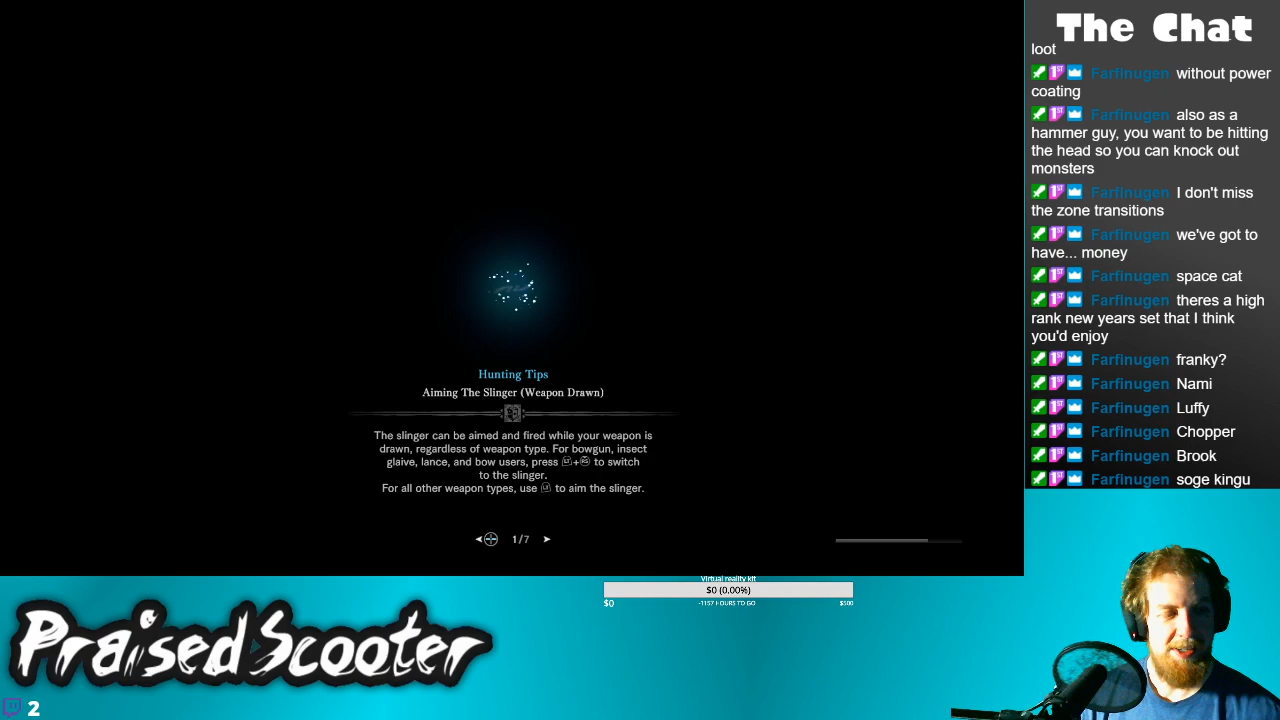 The Chat
loot
Farfinugen without power
coating
Farfinugen also as a
hammer guy, you want to be hitting
the head so you can knock out
monsters
Farfinugen I don't miss
the zone transitions
Farfinugen we've got to
have... money
Farfinugen space cat
Farfinugen theres a high
rank new years set that I think
you'd enjoy
Farfinugen franky?
Farfinugen Nami
Farfinugen Luffy
Farfinugen Chopper
Farfinugen Brook
Farfinugen soge kingu
Hunting Tips
Aiming The Slinger (Weapon Drawn)
The slinger can be aimed and fired while your weapon is
drawn, regardless of weapon type. For bowgun, insect
glaive, lance, and bow users, press + to switch
to the slinger.
For all other weapon types, use to aim the slinger.
1/7
Virtual reality kit
$0 (0.00%)
$0 -1157 HOURS TO GO $500
PraisedScooter
2